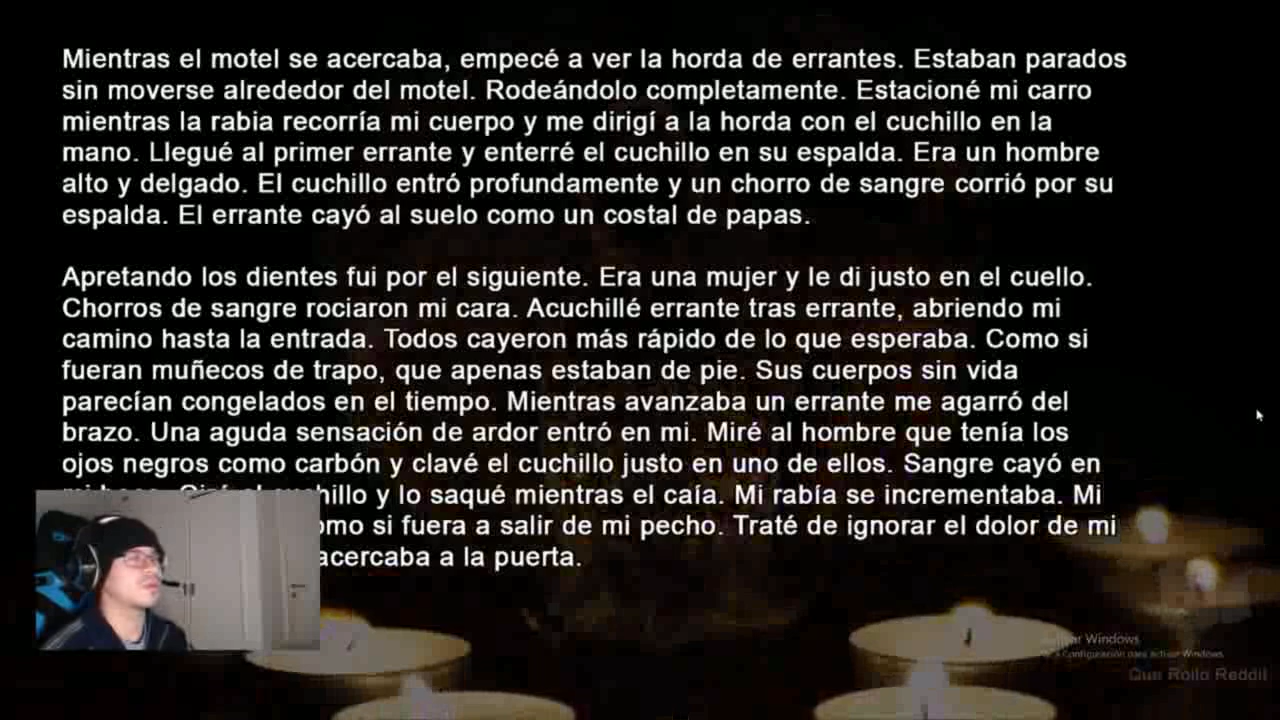 Mientras el motel se acercaba, empecé a ver la horda de errantes. Estaban parados
sin moverse alrededor del motel. Rodeándolo completamente. Estacioné mi carro
mientras la rabia recorría mi cuerpo y me dirigí a la horda con el cuchillo en la
mano. Llegué al primer errante y enterré el cuchillo en su espalda. Era un hombre
alto y delgado. El cuchillo entró profundamente y un chorro de sangre corrió por su
espalda. El errante cayó al suelo como un costal de papas.
Apretando los dientes fui por el siguiente. Era una mujer y le di justo en el cuello.
Chorros de sangre rociaron mi cara. Acuchillé errante tras errante, abriendo mi
camino hasta la entrada. Todos cayeron más rápido de lo que esperaba. Como si
fueran muñecos de trapo, que apenas estaban de pie. Sus cuerpos sin vida
parecían congelados en el tiempo. Mientras avanzaba un errante me agarró del
brazo. Una aguda sensación de ardor entró en mi. Miré al hombre que tenía los
ojos negros como carbón y clavé el cuchillo justo en uno de ellos. Sangre cayó en
y lo saqué mientras el caía. Mi rabía se incrementaba. Mi
si fuera a salir de mi pecho. Traté de ignorar el dolor de mi
acercaba a la puerta.
Windows
Configuración para activar Windows.
Que Rollo Reddit